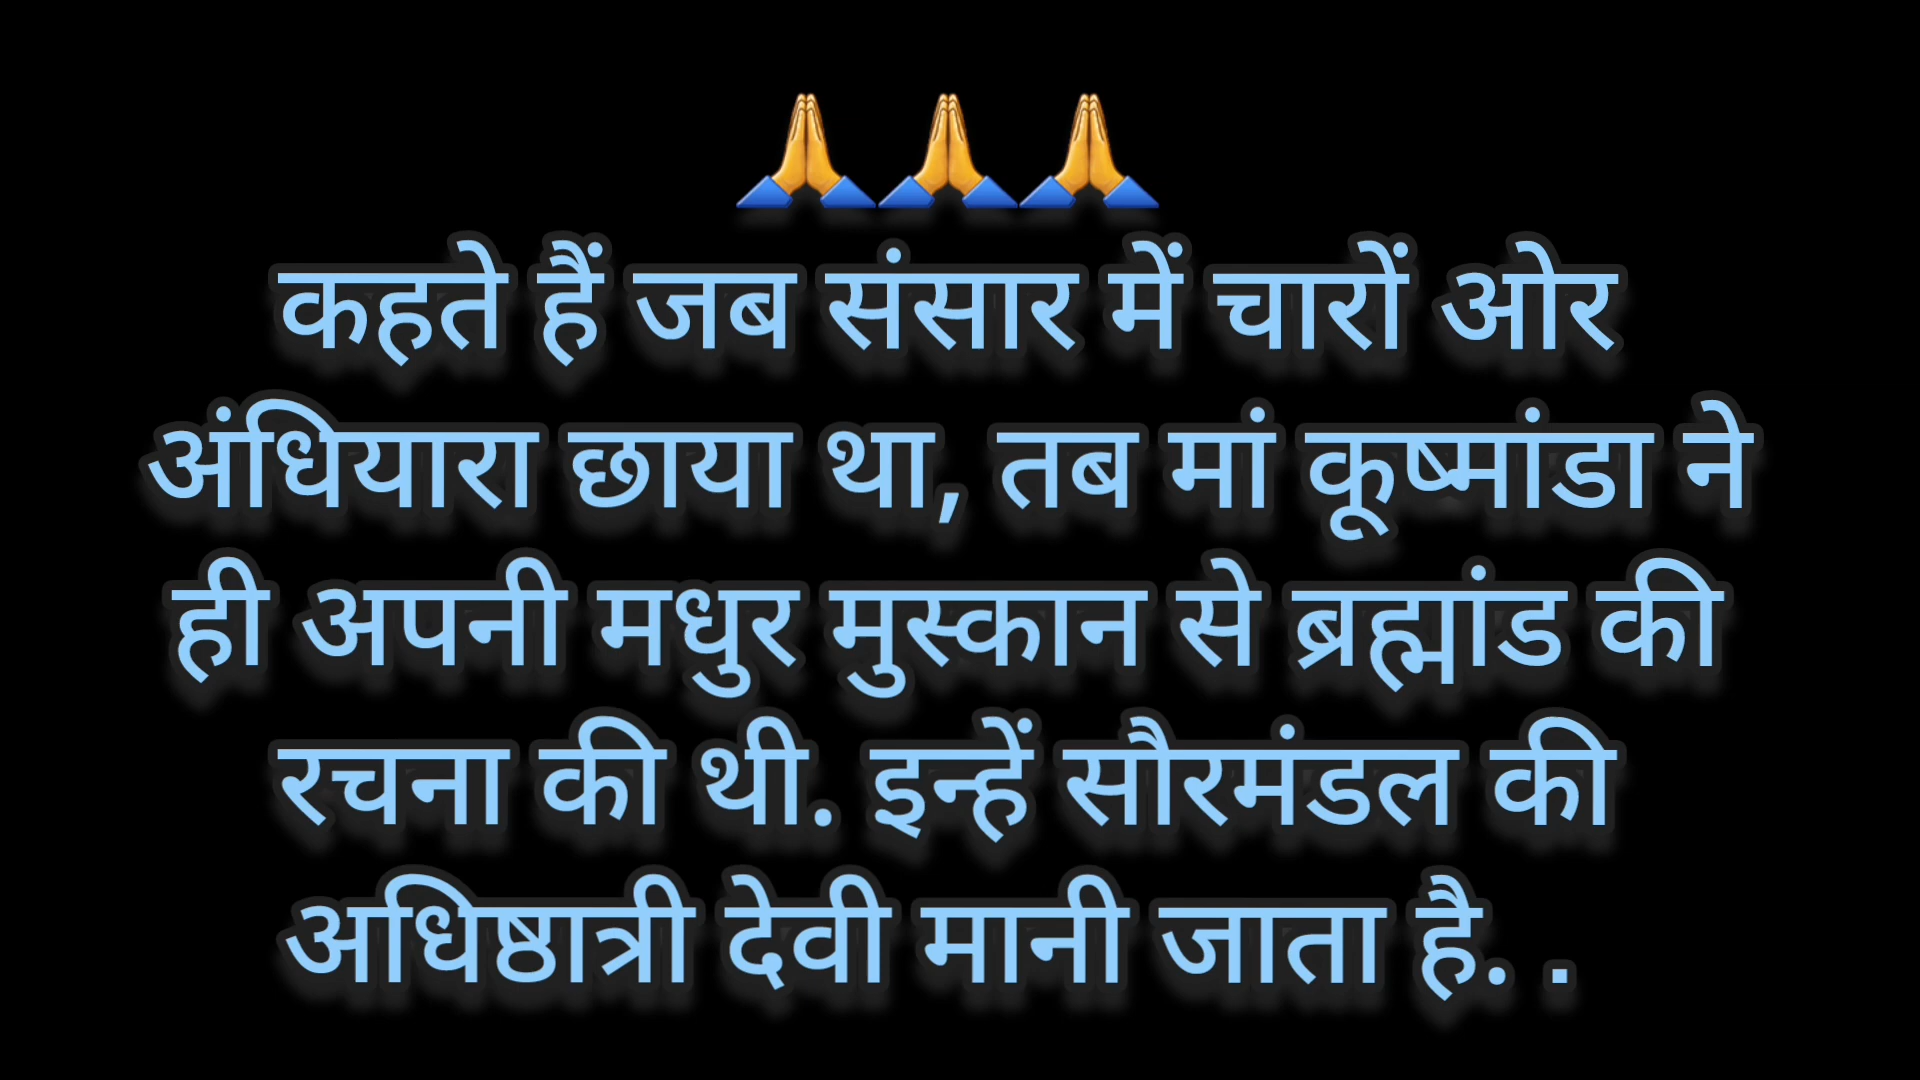 🙏🙏🙏
कहते हैं जब संसार में चारों ओर
अंधियारा छाया था, तब मां कूष्मांडा ने
ही अपनी मधुर मुस्कान से ब्रह्मांड की
रचना की थी. इन्हें सौरमंडल की
अधिष्ठात्री देवी मानी जाता है. .